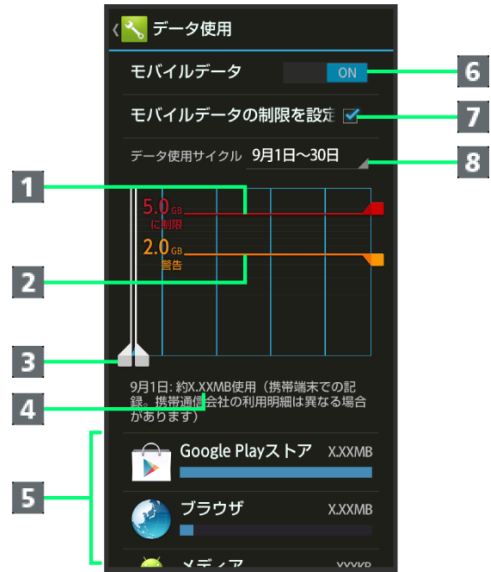 データ使用
モバイルデータ ON 6
モバイルデータの制限を設定 7
データ使用サイクル 9月1日～30日 8
1
5.0 GB
に制限
2.0 GB
警告
2
3
9月1日: 約X.XXMB使用（携帯端末での記
録。携帯通信会社の利用明細は異なる場合
があります）
4
5
Google Playストア X.XXMB
ブラウザ X.XXMB
メディア